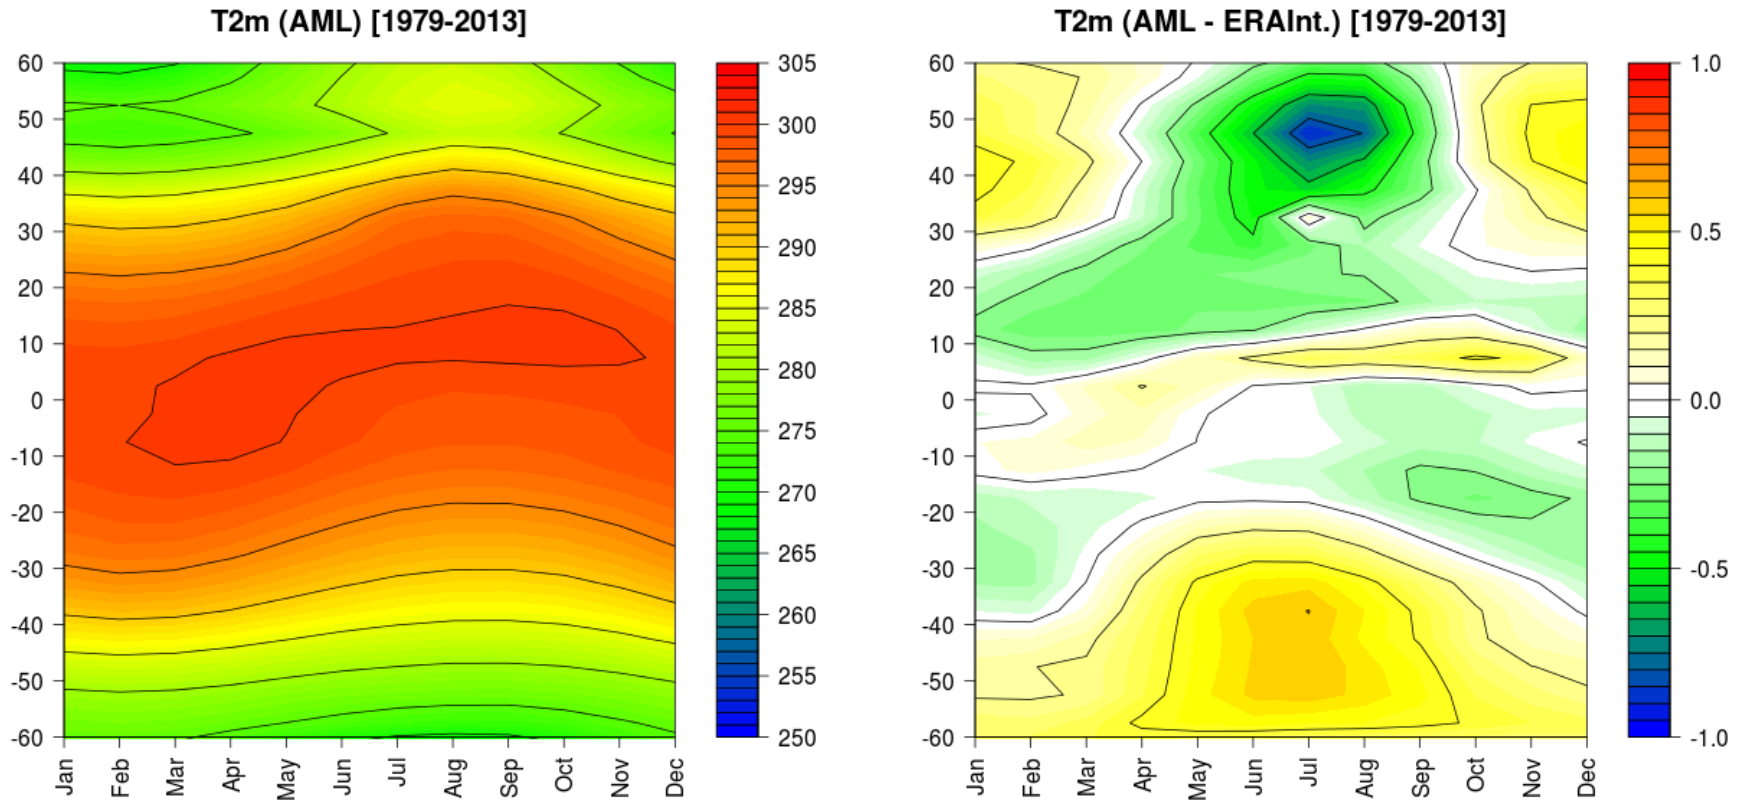 T2m (AML) [1979-2013]
60
50
40
30
20
10
0
-10
-20
-30
-40
-50
-60
Jan
Feb
Mar
Apr
May
Jun
Jul
Aug
Sep
Oct
Nov
Dec
305
300
295
290
285
280
275
270
265
260
255
250
T2m (AML - ERAInt.) [1979-2013]
60
50
40
30
20
10
0
-10
-20
-30
-40
-50
-60
Jan
Feb
Mar
Apr
May
Jun
Jul
Aug
Sep
Oct
Nov
Dec
1.0
0.5
0.0
-0.5
-1.0